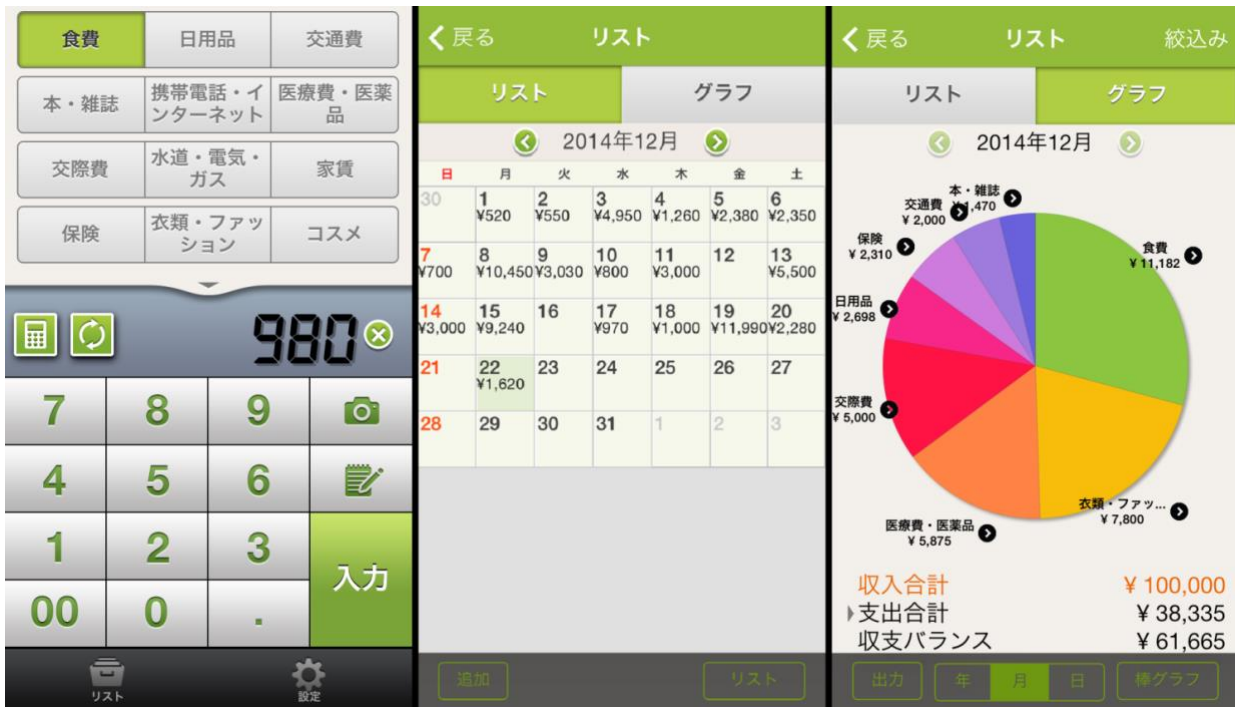 食費
日用品
交通費
本・雑誌
携帯電話・イ
ンターネット
医療費・医薬
品
交際費
水道・電気・
ガス
家賃
保険
衣類・ファッ
ション
コスメ
980
7 8 9
4 5 6
1 2 3
入力
00 0 .
リスト
設定
戻る
リスト
リスト
グラフ
2014年12月
日 月 火 水 木 金 土
30 1 2 3 4 5 6
¥520 ¥550 ¥4,950 ¥1,260 ¥2,380 ¥2,350
7 8 9 10 11 12 13
¥700 ¥10,450 ¥3,030 ¥800 ¥3,000 ¥5,500
14 15 16 17 18 19 20
¥3,000 ¥9,240 ¥970 ¥1,000 ¥11,990 ¥2,280
21 22 23 24 25 26 27
¥1,620
28 29 30 31 1 2 3
追加
リスト
戻る
リスト
絞込み
リスト
グラフ
2014年12月
本・雑誌
¥1,470
交通費
¥ 2,000
保険
¥ 2,310
食費
¥ 11,182
日用品
¥ 2,698
交際費
¥ 5,000
衣類・ファッ...
¥ 7,800
医療費・医薬品
¥ 5,875
収入合計 ¥ 100,000
支出合計 ¥ 38,335
収支バランス ¥ 61,665
出力
年 月 日
棒グラフ